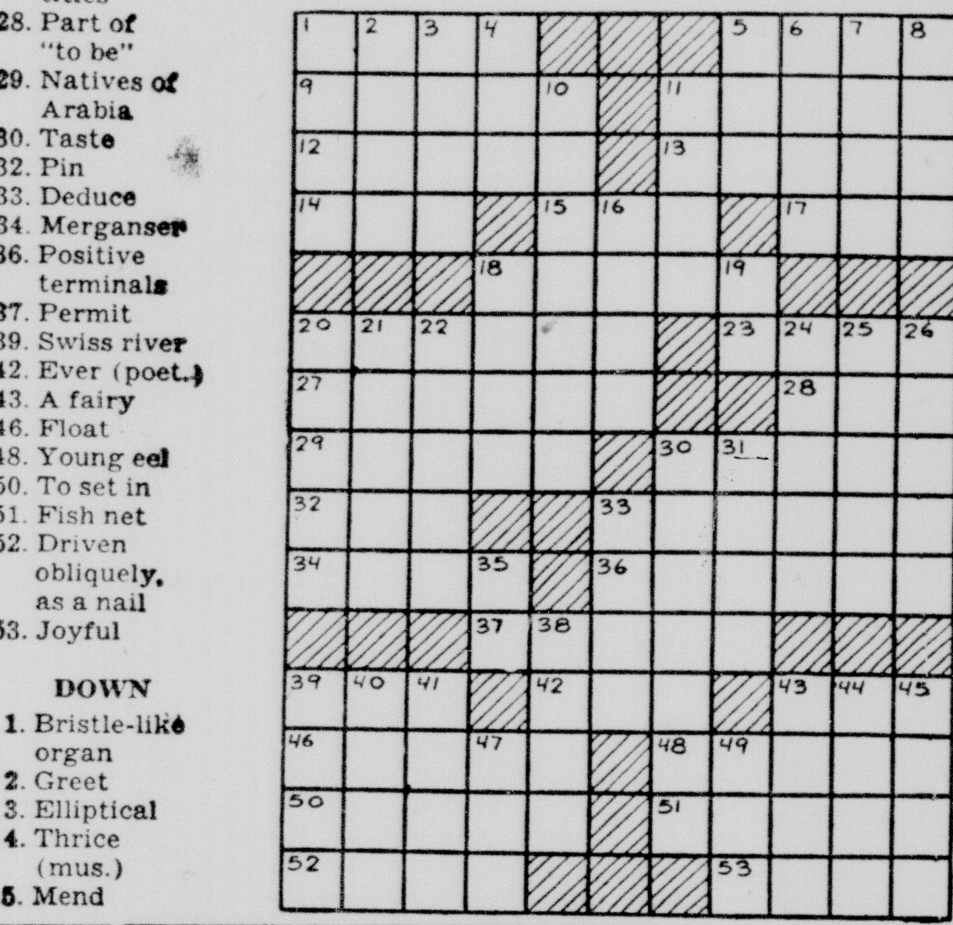 28. Part of
"to be"
29. Natives of
Arabia
30. Taste
32. Pin
33. Deduce
34. Merganser
36. Positive
terminals
37. Permit
39. Swiss river
42. Ever (poet.)
43. A fairy
46. Float
48. Young eel
50. To set in
51. Fish net
52. Driven
obliquely,
as a nail
53. Joyful
DOWN
1. Bristle-like
organ
2. Greet
3. Elliptical
4. Thrice
(mus.)
5. Mend
1 2 3 4 5 6 7 8
9 10 11
12 13
14 15 16 17
18 19
20 21 22 23 24 25 26
27 28
29 30 31
32 33
34 35 36
37 38
39 40 41 42 43 44 45
46 47 48 49
50 51
52 53